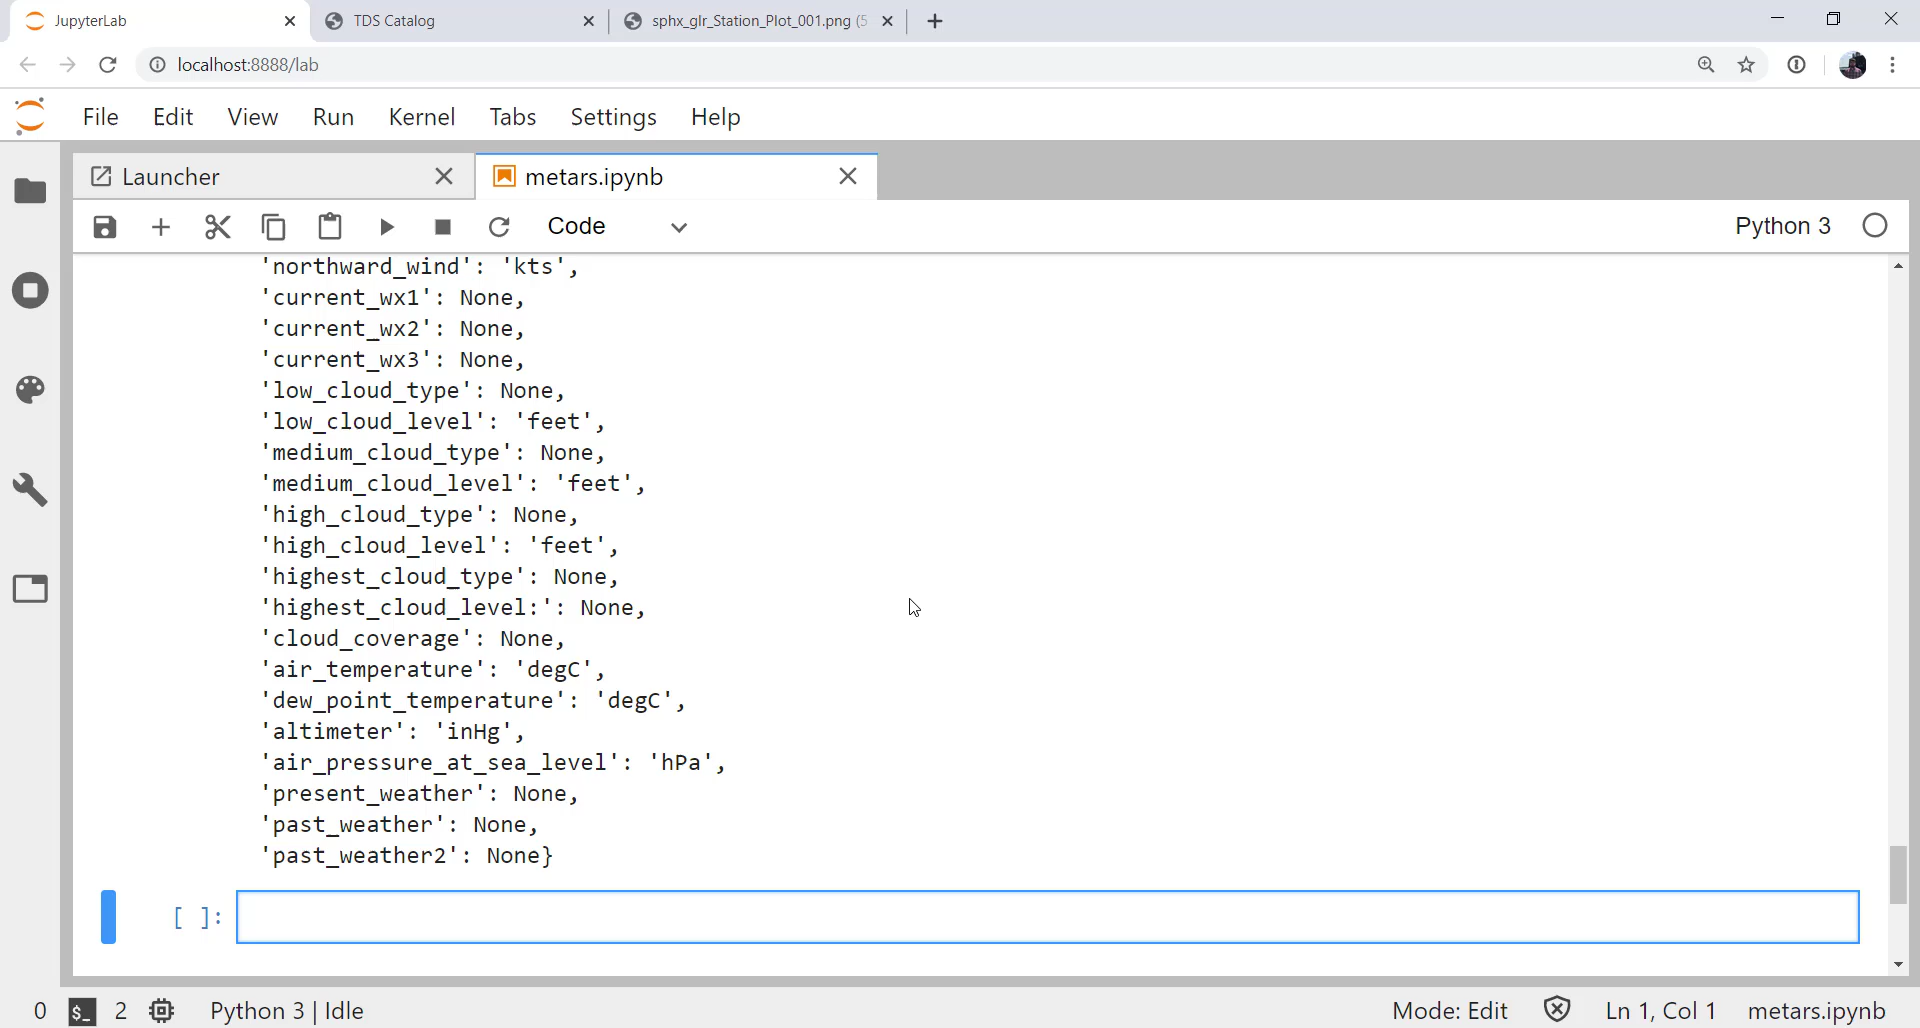 JupyterLab
TDS Catalog
sphx_glr_Station_Plot_001.png (5
localhost:8888/lab
File Edit View Run Kernel Tabs Settings Help
Launcher
metars.ipynb
Code
Python 3
'northward_wind': 'kts',
'current_wx1': None,
'current_wx2': None,
'current_wx3': None,
'low_cloud_type': None,
'low_cloud_level': 'feet',
'medium_cloud_type': None,
'medium_cloud_level': 'feet',
'high_cloud_type': None,
'high_cloud_level': 'feet',
'highest_cloud_type': None,
'highest_cloud_level:': None,
'cloud_coverage': None,
'air_temperature': 'degC',
'dew_point_temperature': 'degC',
'altimeter': 'inHg',
'air_pressure_at_sea_level': 'hPa',
'present_weather': None,
'past_weather': None,
'past_weather2': None}
[ ]:
0 $_ 2 Python 3 | Idle
Mode: Edit Ln 1, Col 1 metars.ipynb